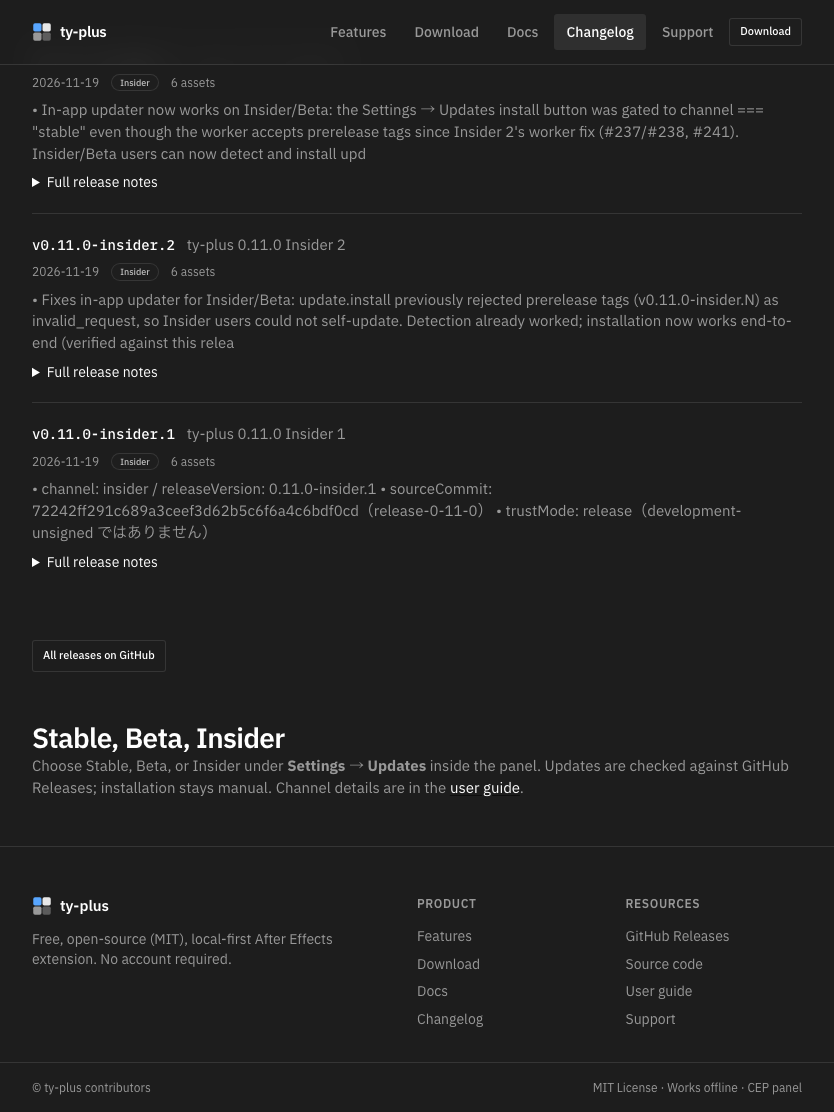 ty-plus
Features Download Docs Changelog Support Download
2026-11-19 Insider 6 assets
• In-app updater now works on Insider/Beta: the Settings → Updates install button was gated to channel ===
"stable" even though the worker accepts prerelease tags since Insider 2's worker fix (#237/#238, #241).
Insider/Beta users can now detect and install upd
▶ Full release notes
v0.11.0-insider.2 ty-plus 0.11.0 Insider 2
2026-11-19 Insider 6 assets
• Fixes in-app updater for Insider/Beta: update.install previously rejected prerelease tags (v0.11.0-insider.N) as
invalid_request, so Insider users could not self-update. Detection already worked; installation now works end-to-
end (verified against this relea
▶ Full release notes
v0.11.0-insider.1 ty-plus 0.11.0 Insider 1
2026-11-19 Insider 6 assets
• channel: insider / releaseVersion: 0.11.0-insider.1 • sourceCommit:
72242ff291c689a3ceef3d62b5c6f6a4c6bdf0cd（release-0-11-0） • trustMode: release（development-
unsigned ではありません）
▶ Full release notes
All releases on GitHub
Stable, Beta, Insider
Choose Stable, Beta, or Insider under Settings → Updates inside the panel. Updates are checked against GitHub
Releases; installation stays manual. Channel details are in the user guide.
ty-plus
Free, open-source (MIT), local-first After Effects
extension. No account required.
PRODUCT
Features
Download
Docs
Changelog
RESOURCES
GitHub Releases
Source code
User guide
Support
© ty-plus contributors
MIT License · Works offline · CEP panel